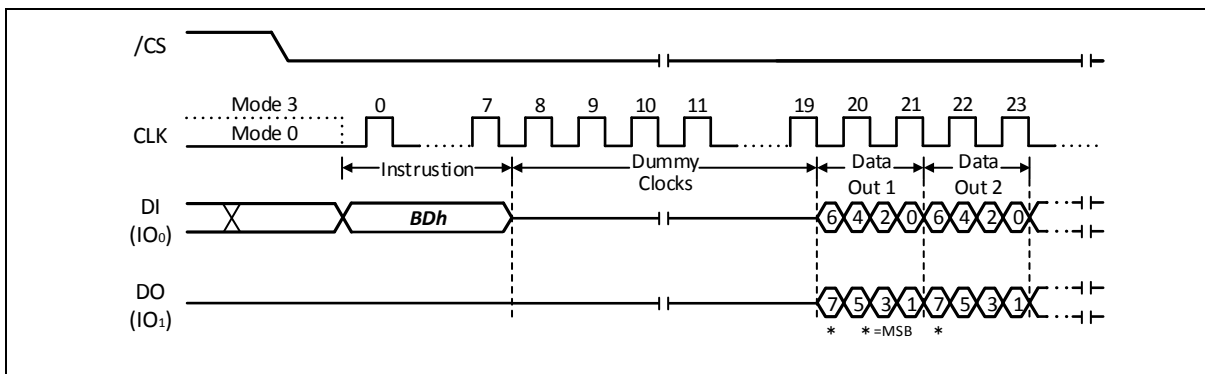 /CS
Mode 3 0 7 8 9 10 11 19 20 21 22 23
CLK Mode 0
Instrustion Dummy Data Data
Clocks Out 1 Out 2
DI
(IO0) BDh 6 4 2 0 6 4 2 0
DO
(IO1) 7 5 3 1 7 5 3 1
* * =MSB *